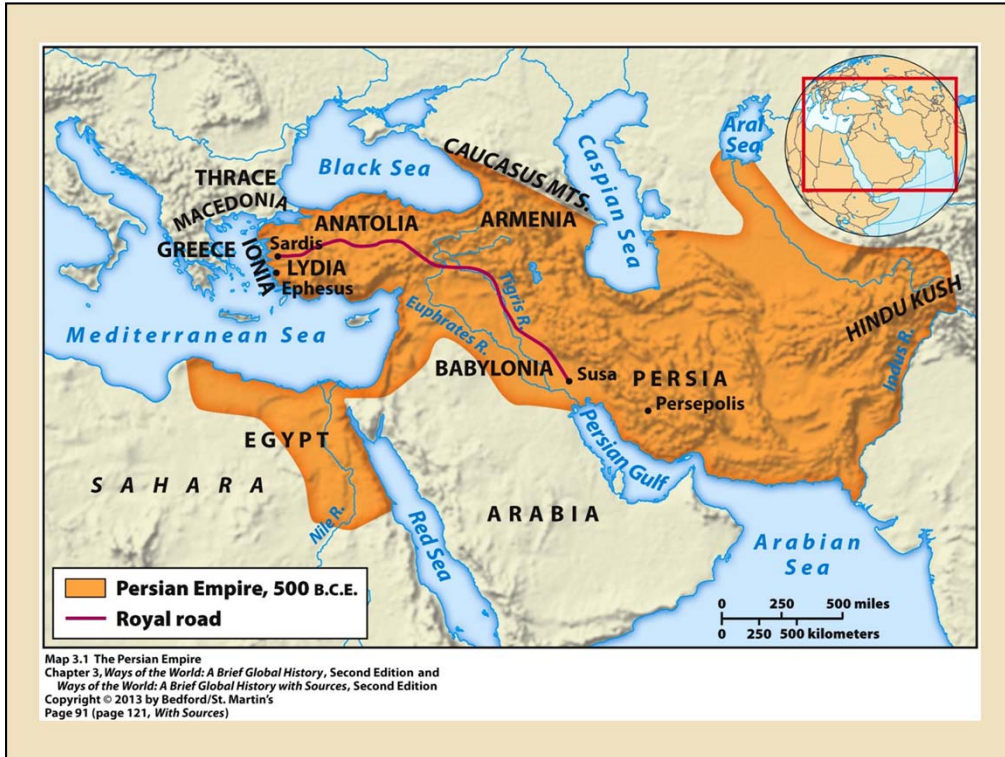 Black Sea
CAUCASUS MTS.
Caspian Sea
Aral
Sea
THRACE
MACEDONIA
GREECE
IONIA
ANATOLIA
ARMENIA
Sardis
LYDIA
Ephesus
Mediterranean Sea
Euphrates R.
Tigris R.
BABYLONIA
Susa
PERSIA
Persepolis
HINDU KUSH
Indus R.
EGYPT
SAHARA
Nile R.
Red Sea
Persian Gulf
ARABIA
Arabian
Sea
Persian Empire, 500 B.C.E.
Royal road
0 250 500 miles
0 250 500 kilometers
Map 3.1 The Persian Empire
Chapter 3, Ways of the World: A Brief Global History, Second Edition and
Ways of the World: A Brief Global History with Sources, Second Edition
Copyright © 2013 by Bedford/St. Martin's
Page 91 (page 121, With Sources)